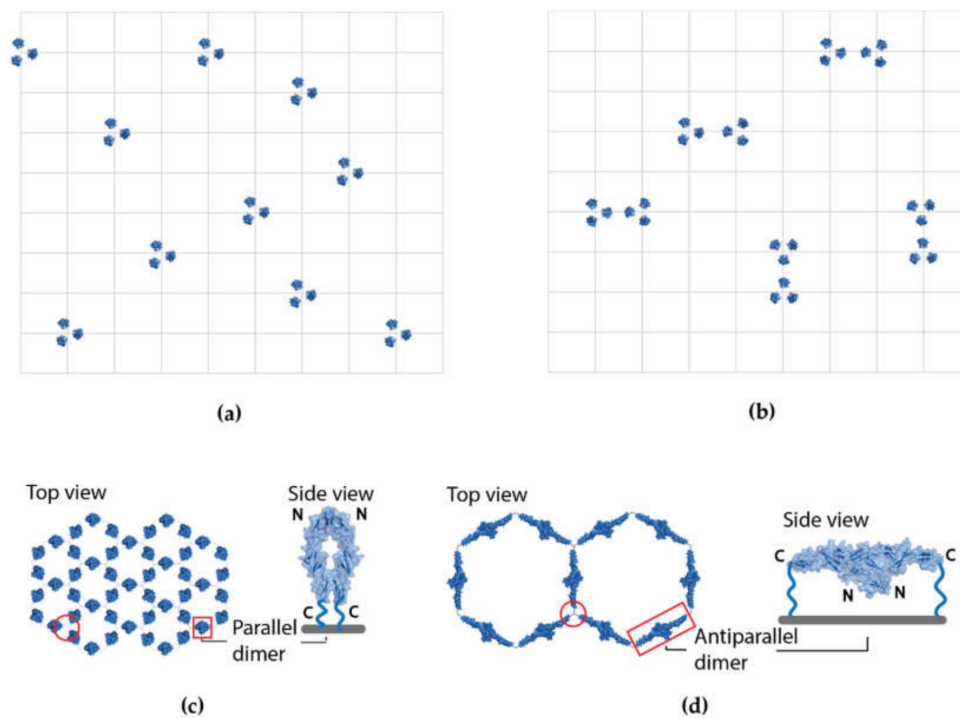 (a)
(b)
Top view
Side view
N N
C C
Parallel
dimer
(c)
Top view
Side view
C C
N N
Antiparallel
dimer
(d)